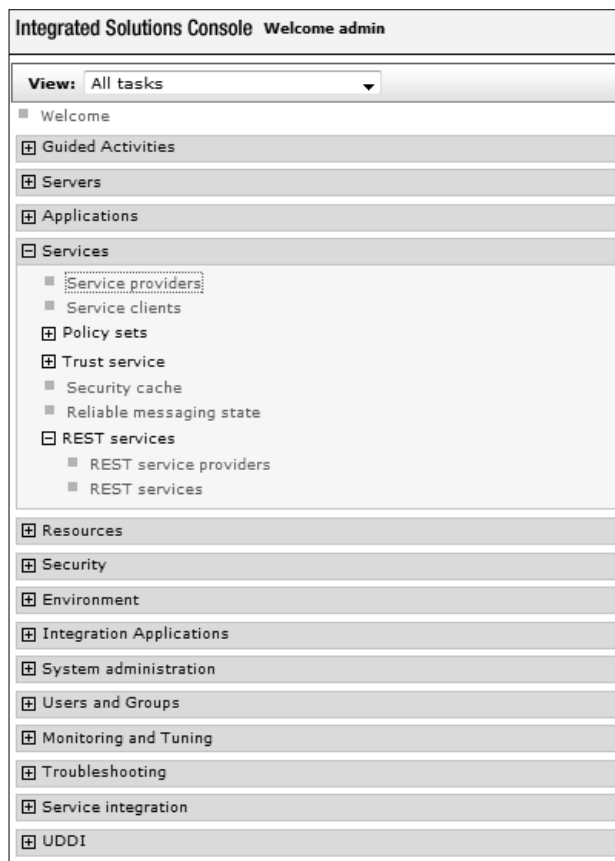 Integrated Solutions Console Welcome admin
View: All tasks
Welcome
Guided Activities
Servers
Applications
Services
Service providers
Service clients
Policy sets
Trust service
Security cache
Reliable messaging state
REST services
REST service providers
REST services
Resources
Security
Environment
Integration Applications
System administration
Users and Groups
Monitoring and Tuning
Troubleshooting
Service integration
UDDI